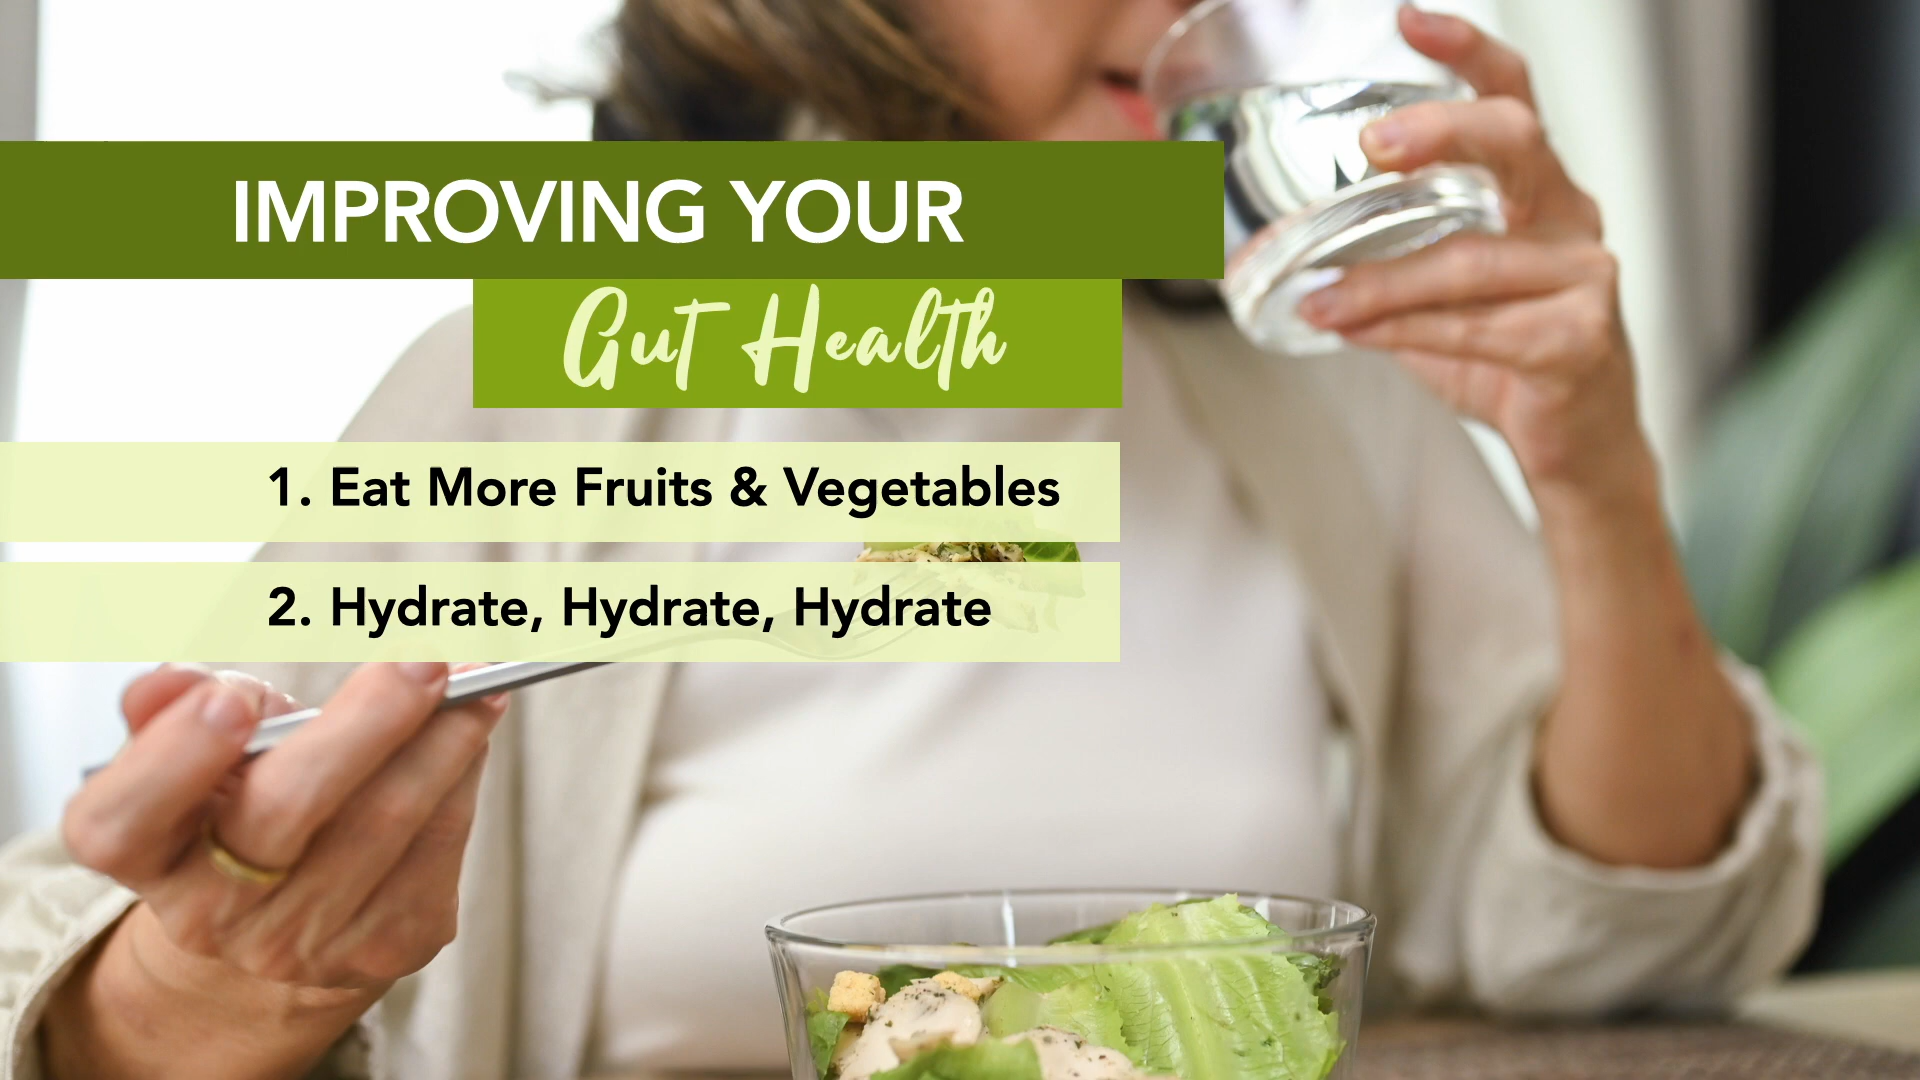 IMPROVING YOUR
Gut Health
1. Eat More Fruits & Vegetables
2. Hydrate, Hydrate, Hydrate